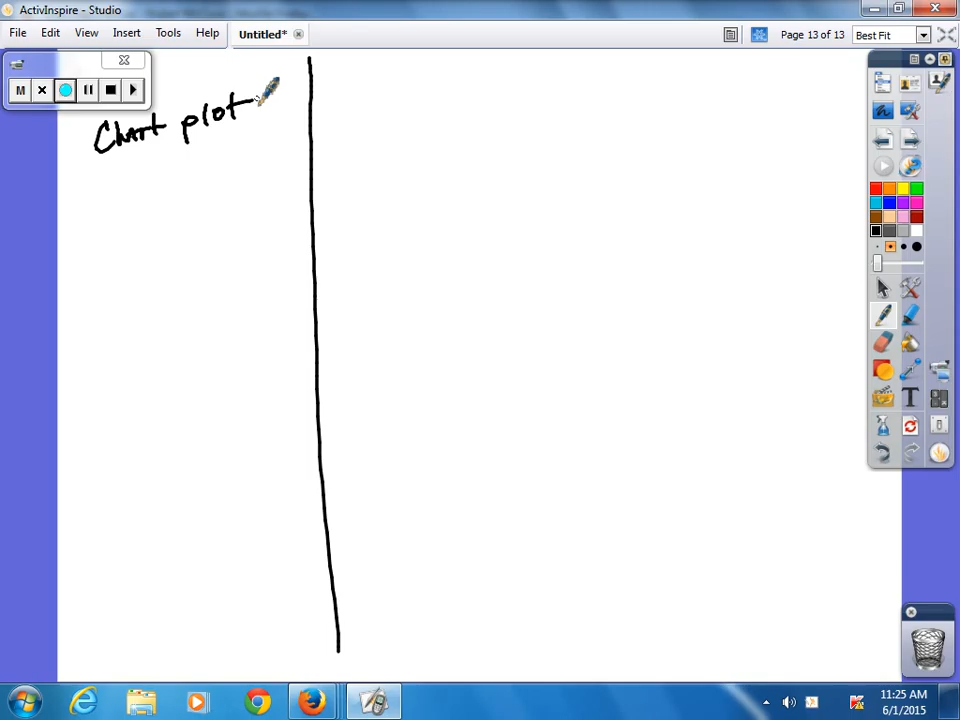 ActivInspire - Studio
File Edit View Insert Tools Help Untitled* Page 13 of 13 Best Fit
M
Chart plot
T
11:25 AM
6/1/2015